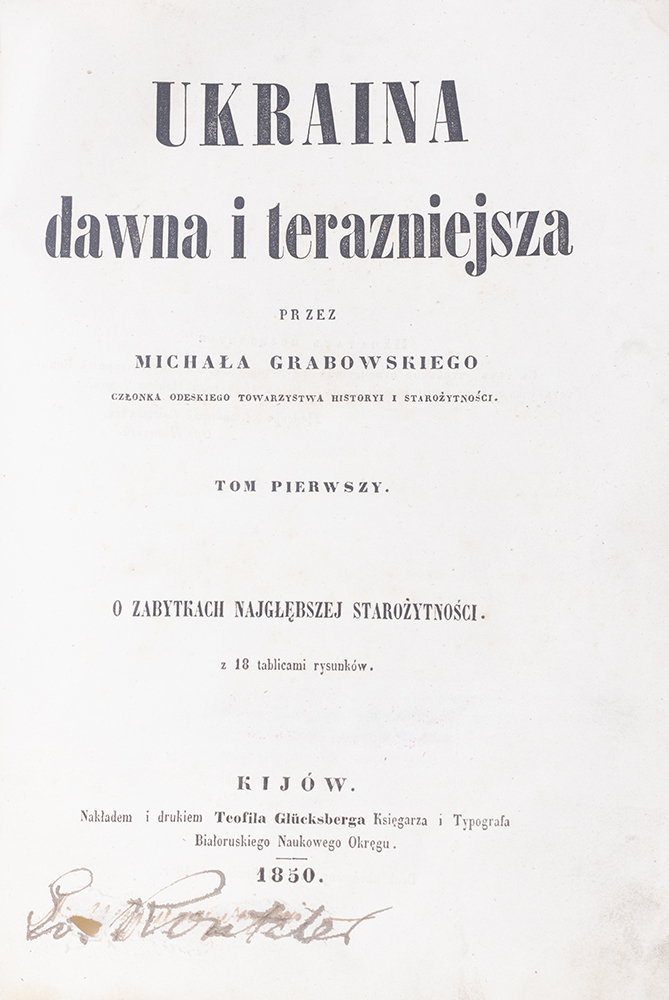 UKRAINA
dawna i terazniejsza
PRZEZ
MICHAŁA GRABOWSKIEGO
CZŁONKA ODESKIEGO TOWARZYSTWA HISTORYI I STAROŻYTNOŚCI.
TOM PIERWSZY.
O ZABYTKACH NAJGŁĘBSZEJ STAROŻYTNOŚCI.
z 18 tablicami rysunków.
KIJÓW.
Nakładem i drukiem Teofila Glücksberga Księgarza i Typografa
Białoruskiego Naukowego Okręgu.
1850.